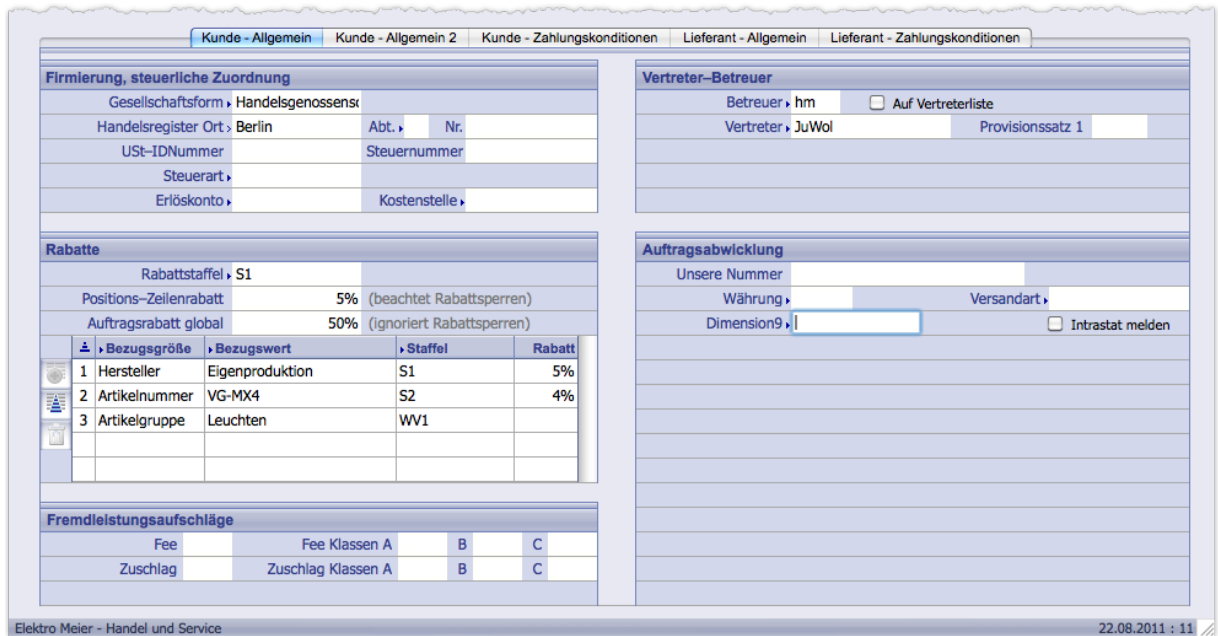 Kunde - Allgemein Kunde - Allgemein 2 Kunde - Zahlungskonditionen Lieferant - Allgemein Lieferant - Zahlungskonditionen
Firmierung, steuerliche Zuordnung
Gesellschaftsform Handelsgenossensc
Handelsregister Ort Berlin Abt. Nr.
USt–IDNummer Steuernummer
Steuerart
Erlöskonto Kostenstelle
Vertreter–Betreuer
Betreuer hm Auf Vertreterliste
Vertreter JuWol Provisionssatz 1
Rabatte
Rabattstaffel S1
Positions–Zeilenrabatt 5% (beachtet Rabattsperren)
Auftragsrabatt global 50% (ignoriert Rabattsperren)
Bezugsgröße Bezugswert Staffel Rabatt
1 Hersteller Eigenproduktion S1 5%
2 Artikelnummer VG-MX4 S2 4%
3 Artikelgruppe Leuchten WV1
Auftragsabwicklung
Unsere Nummer
Währung Versandart
Dimension9 Intrastat melden
Fremdleistungsaufschläge
Fee Fee Klassen A B C
Zuschlag Zuschlag Klassen A B C
Elektro Meier - Handel und Service 22.08.2011 : 11